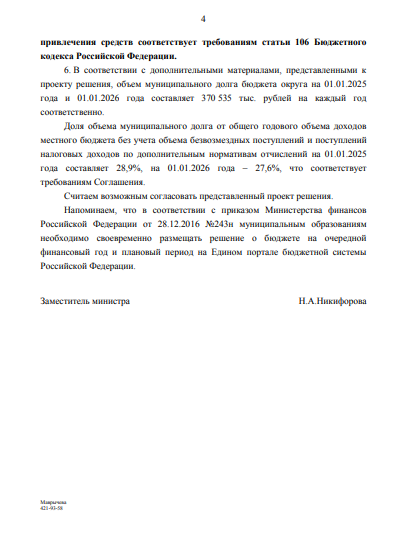 4
привлечения средств соответствует требованиям статьи 106 Бюджетного
кодекса Российской Федерации.
6. В соответствии с дополнительными материалами, представленными к
проекту решения, объем муниципального долга бюджета округа на 01.01.2025
года и 01.01.2026 года составляет 370 535 тыс. рублей на каждый год
соответственно.
Доля объема муниципального долга от общего годового объема доходов
местного бюджета без учета объема безвозмездных поступлений и поступлений
налоговых доходов по дополнительным нормативам отчислений на 01.01.2025
года составляет 28,9%, на 01.01.2026 года – 27,6%, что соответствует
требованиям Соглашения.
Считаем возможным согласовать представленный проект решения.
Напоминаем, что в соответствии с приказом Министерства финансов
Российской Федерации от 28.12.2016 №243н муниципальным образованиям
необходимо своевременно размещать решение о бюджете на очередной
финансовый год и плановый период на Едином портале бюджетной системы
Российской Федерации.
Заместитель министра Н.А.Никифорова
Маврычева
421-93-58